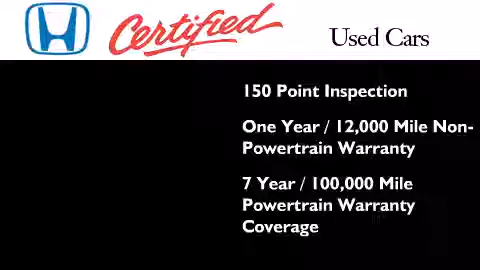 Certified Used Cars
150 Point Inspection
One Year / 12,000 Mile Non-
Powertrain Warranty
7 Year / 100,000 Mile
Powertrain Warranty
Coverage